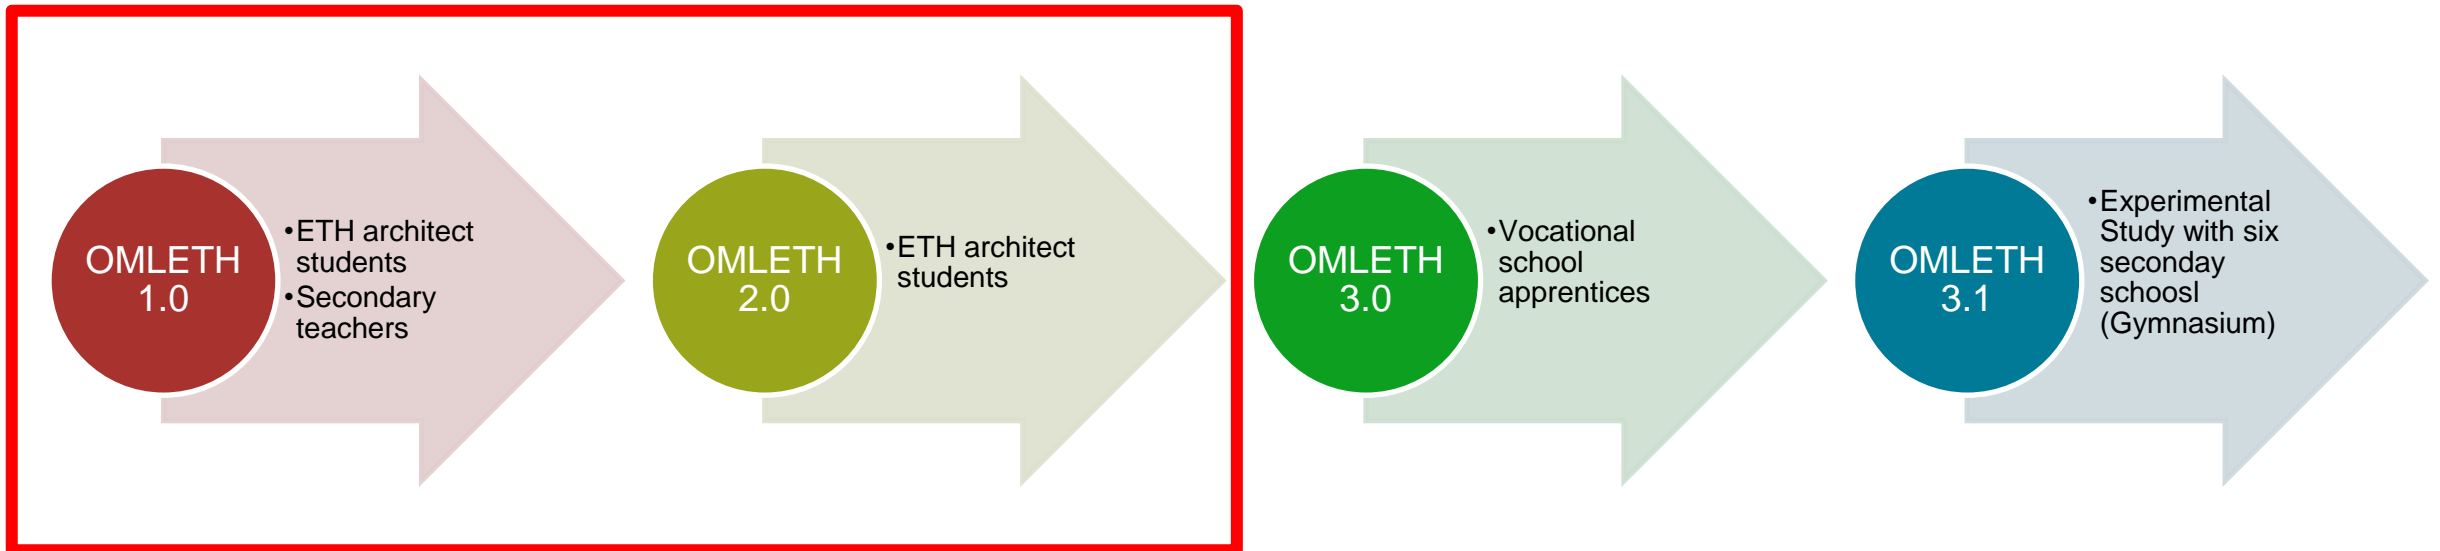 OMLETH
1.0
•ETH architect
students
•Secondary
teachers
OMLETH
2.0
•ETH architect
students
OMLETH
3.0
•Vocational
school
apprentices
OMLETH
3.1
•Experimental
Study with six
seconday
schoosl
(Gymnasium)